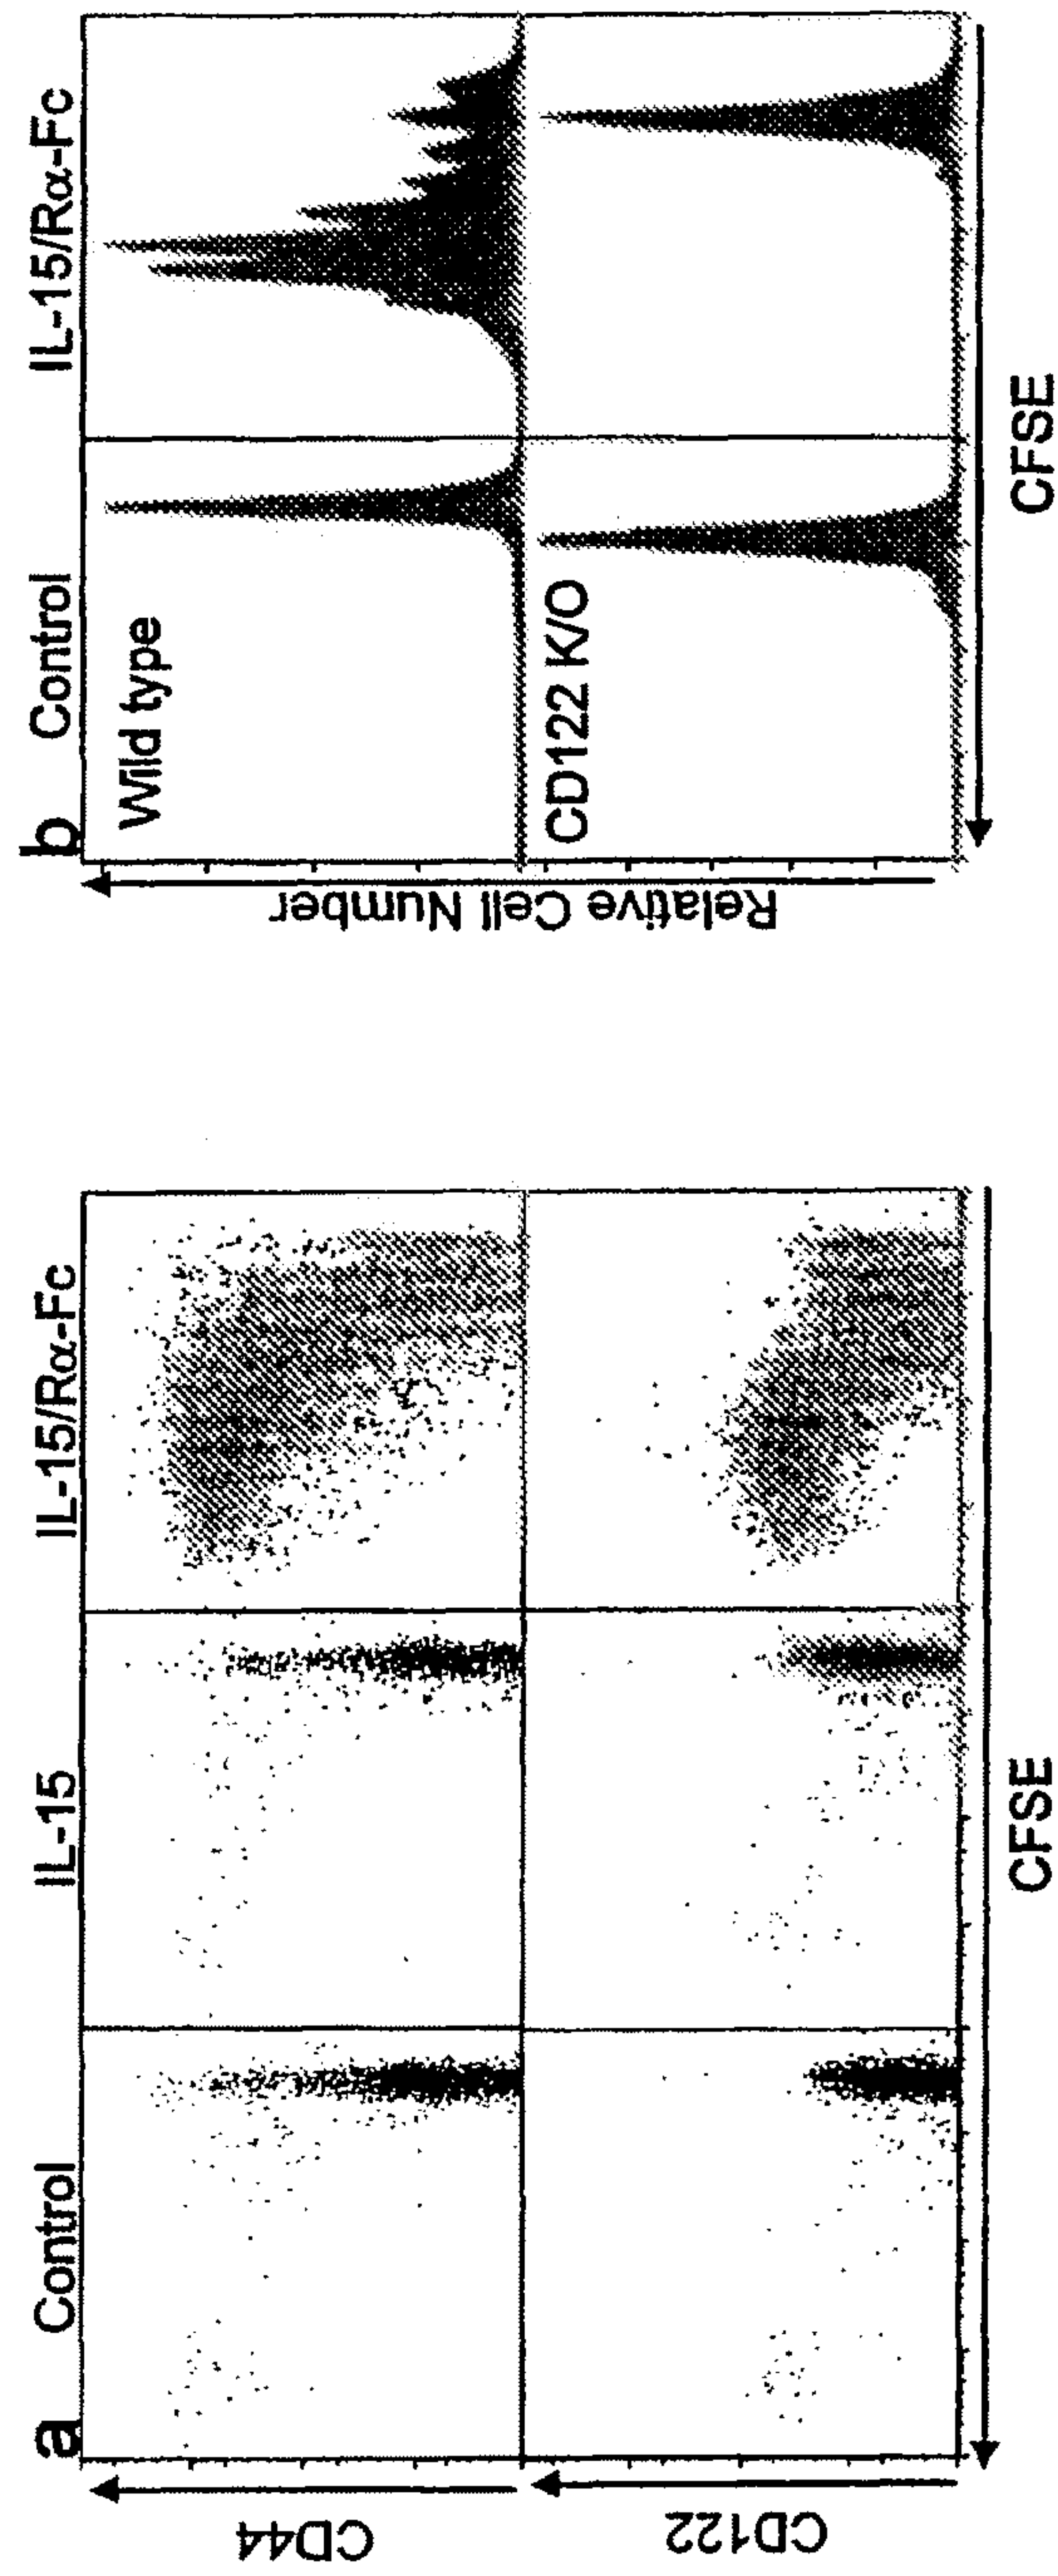 a
Control
IL-15
IL-15/Rα-Fc
CD44
CD122
CFSE
b
Control
IL-15/Rα-Fc
Wild type
CD122 K/O
Relative Cell Number
CFSE